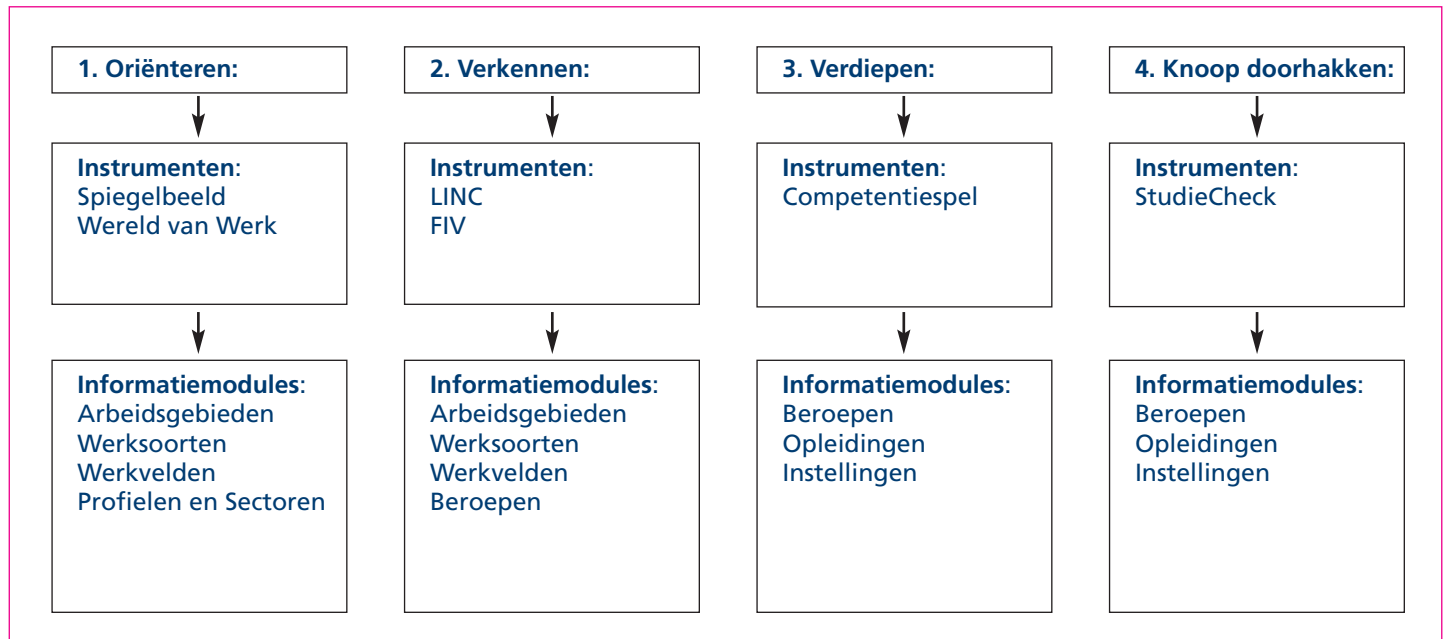 1. Oriënteren:
Instrumenten:
Spiegelbeeld
Wereld van Werk
Informatiemodules:
Arbeidsgebieden
Werksoorten
Werkvelden
Profielen en Sectoren
2. Verkennen:
Instrumenten:
LINC
FIV
Informatiemodules:
Arbeidsgebieden
Werksoorten
Werkvelden
Beroepen
3. Verdiepen:
Instrumenten:
Competentiespel
Informatiemodules:
Beroepen
Opleidingen
Instellingen
4. Knoop doorhakken:
Instrumenten:
StudieCheck
Informatiemodules:
Beroepen
Opleidingen
Instellingen